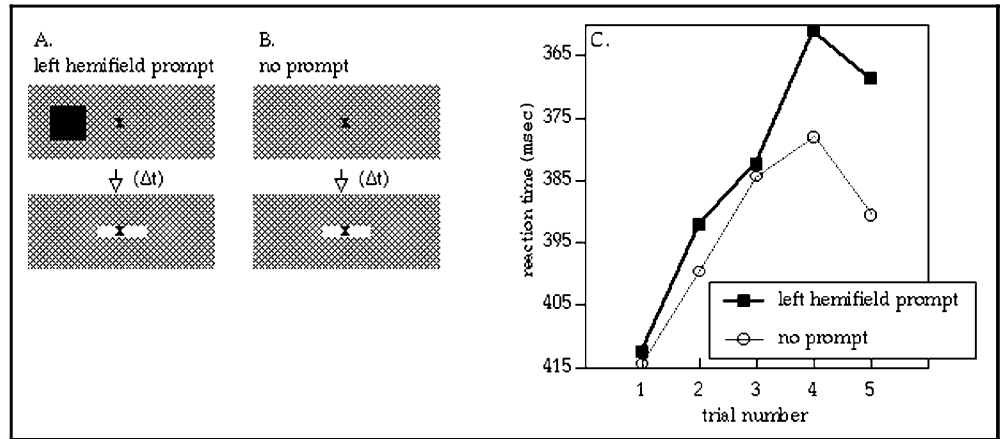 A.
left hemifield prompt
x
(Δt)
x
B.
no prompt
x
(Δt)
x
C.
reaction time (msec)
365
375
385
395
405
415
1 2 3 4 5
trial number
left hemifield prompt
no prompt